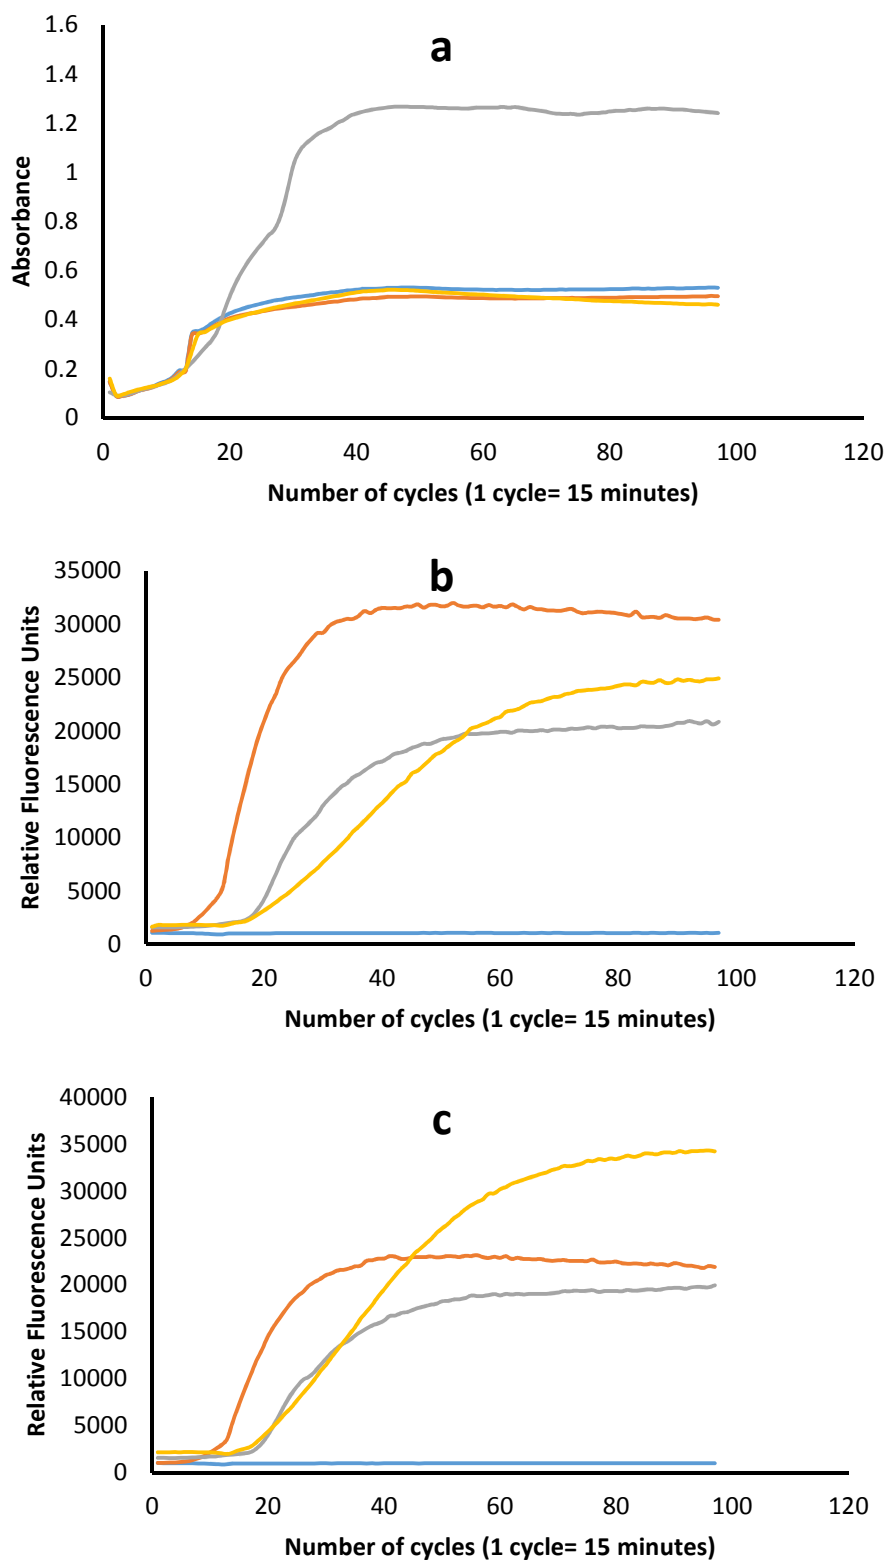 a
1.6
1.4
1.2
1
0.8
0.6
0.4
0.2
0
Absorbance
0 20 40 60 80 100 120
Number of cycles (1 cycle= 15 minutes)
b
35000
30000
25000
20000
15000
10000
5000
0
Relative Fluorescence Units
0 20 40 60 80 100 120
Number of cycles (1 cycle= 15 minutes)
c
40000
35000
30000
25000
20000
15000
10000
5000
0
Relative Fluorescence Units
0 20 40 60 80 100 120
Number of cycles (1 cycle= 15 minutes)